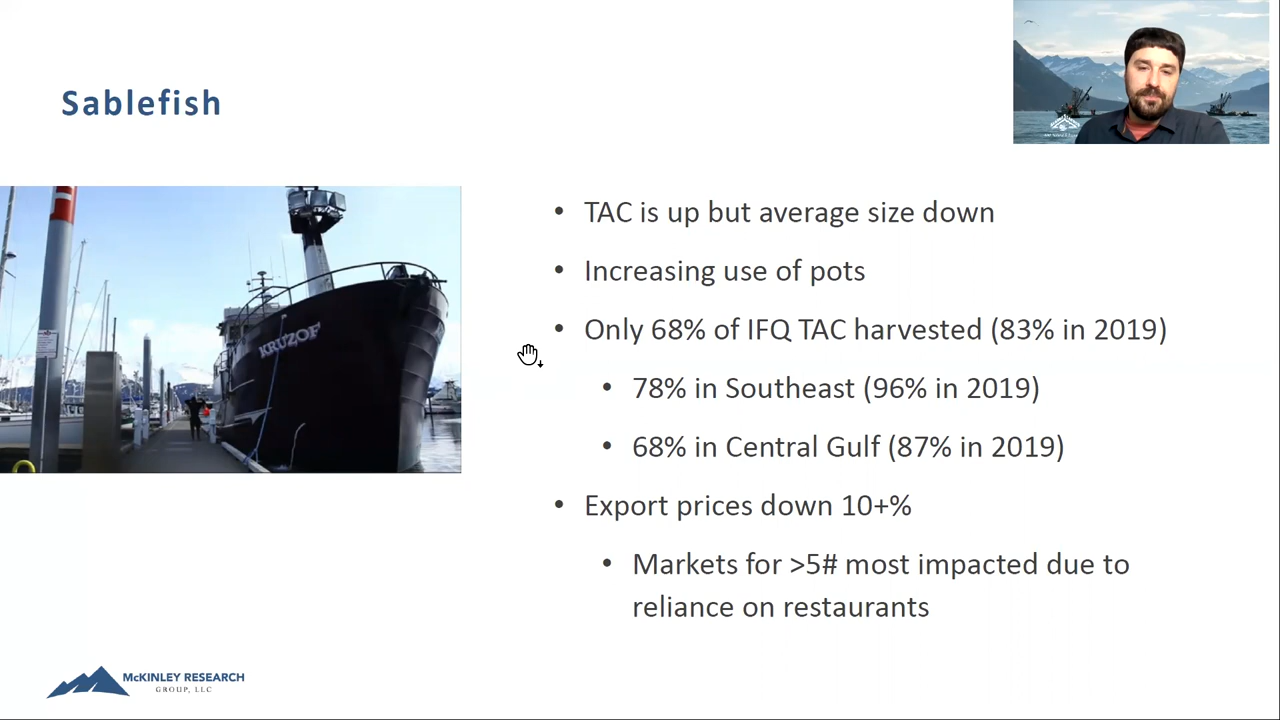 Sablefish
KRUZOF
• TAC is up but average size down
• Increasing use of pots
• Only 68% of IFQ TAC harvested (83% in 2019)
• 78% in Southeast (96% in 2019)
• 68% in Central Gulf (87% in 2019)
• Export prices down 10+%
• Markets for >5# most impacted due to
reliance on restaurants
McKINLEY RESEARCH
GROUP, LLC